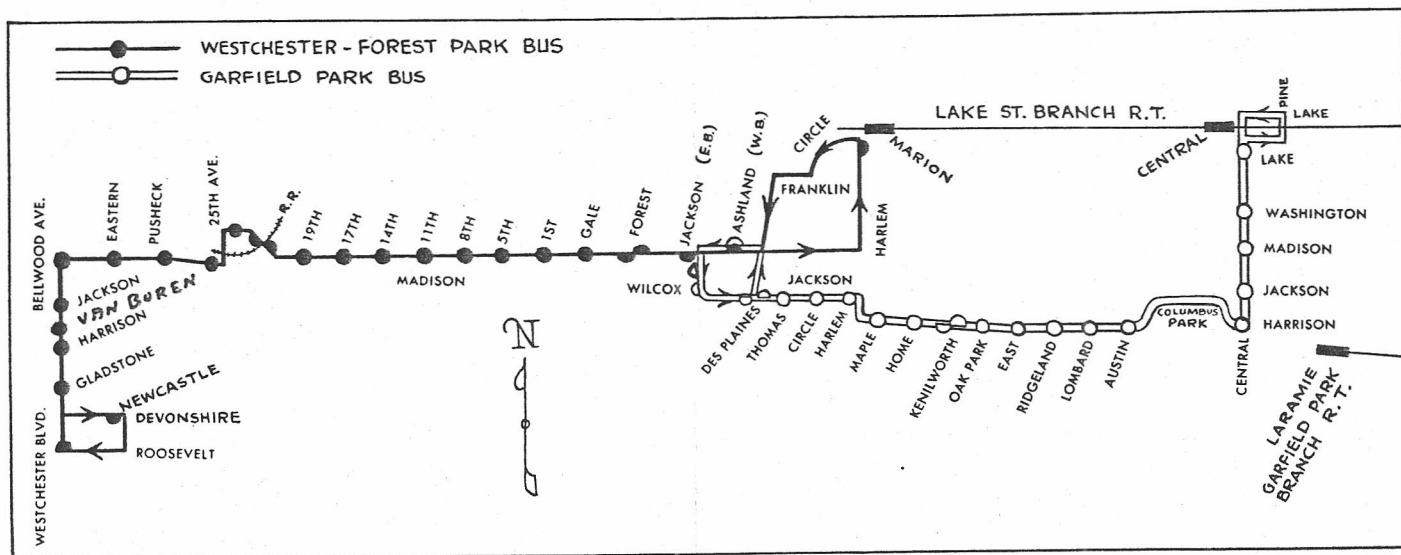 WESTCHESTER - FOREST PARK BUS
GARFIELD PARK BUS
LAKE ST. BRANCH R.T.
PINE
LAKE
CENTRAL
LAKE
MARION
CIRCLE
FRANKLIN
HARLEM
JACKSON (E.B.)
ASHLAND (W.B.)
FOREST
GALE
1ST
5TH
8TH
11TH
14TH
17TH
19TH
MADISON
R.R.
25TH AVE.
PUSHECK
EASTERN
BELLWOOD AVE.
JACKSON
VAN BUREN
HARRISON
GLADSTONE
NEWCASTLE
DEVONSHIRE
ROOSEVELT
WESTCHESTER BLVD.
N
WILCOX
JACKSON
DES PLAINES
THOMAS
CIRCLE
HARLEM
MAPLE
HOME
KENILWORTH
OAK PARK
EAST
RIDGELAND
LOMBARD
AUSTIN
COLUMBUS
PARK
WASHINGTON
MADISON
JACKSON
HARRISON
CENTRAL
LARAMIE
GARFIELD PARK
BRANCH R.T.